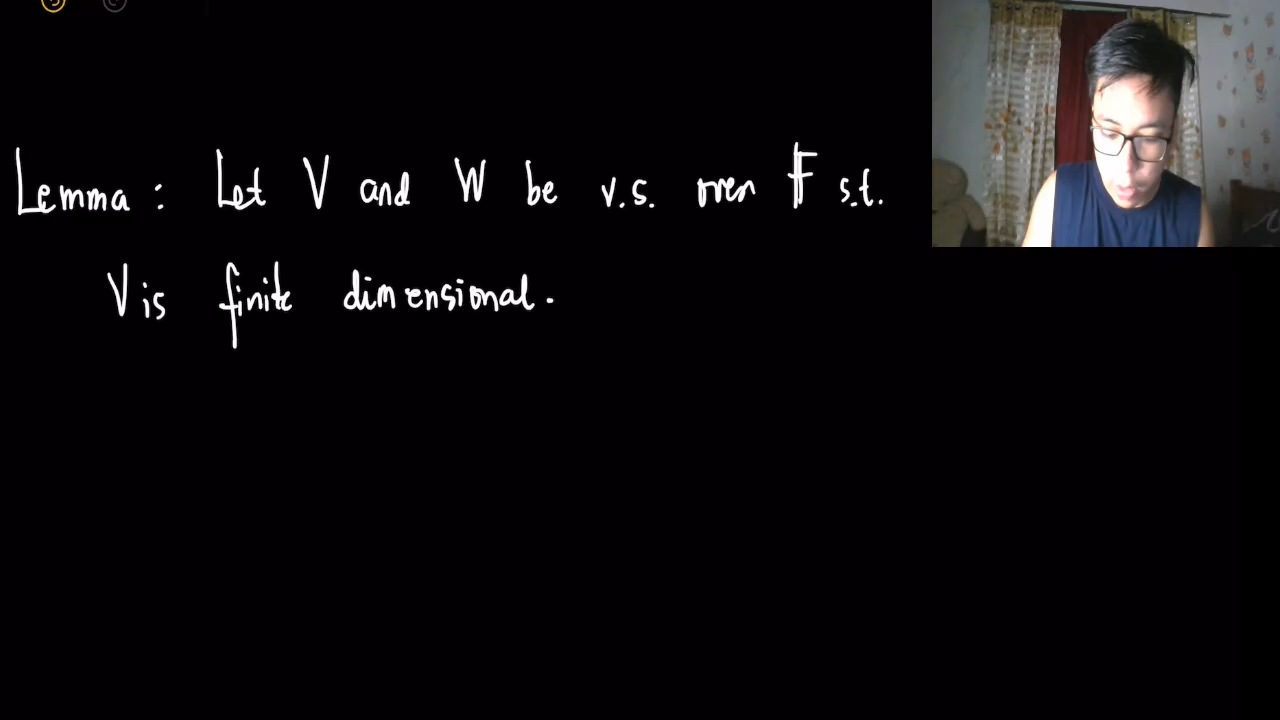 Lemma: Let V and W be v.s. over F s.t.
V is finite dimensional.